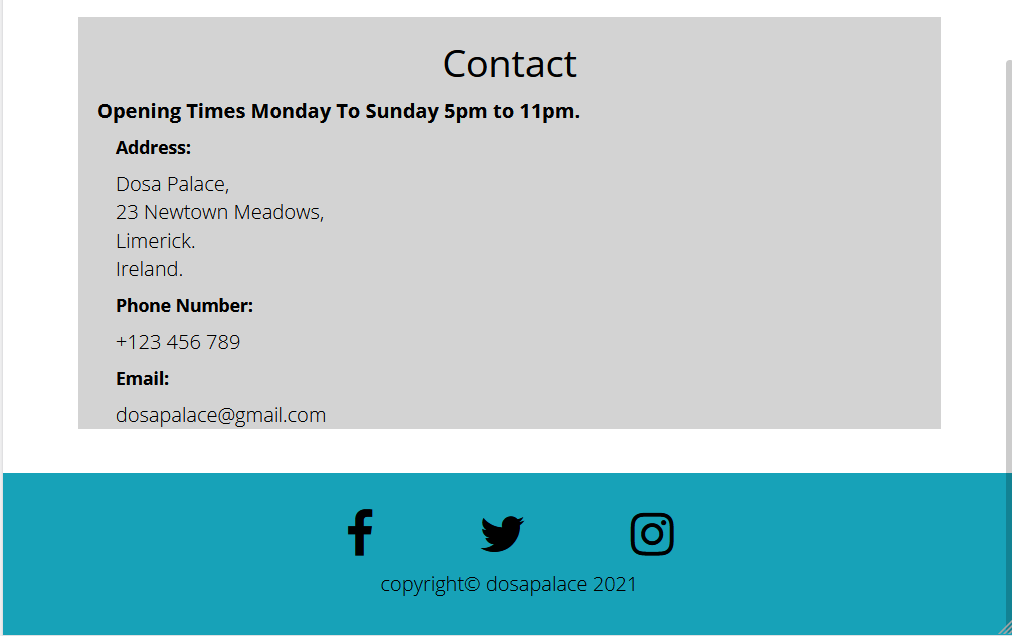 Contact
Opening Times Monday To Sunday 5pm to 11pm.
Address:
Dosa Palace,
23 Newtown Meadows,
Limerick.
Ireland.
Phone Number:
+123 456 789
Email:
dosapalace@gmail.com
copyright© dosapalace 2021